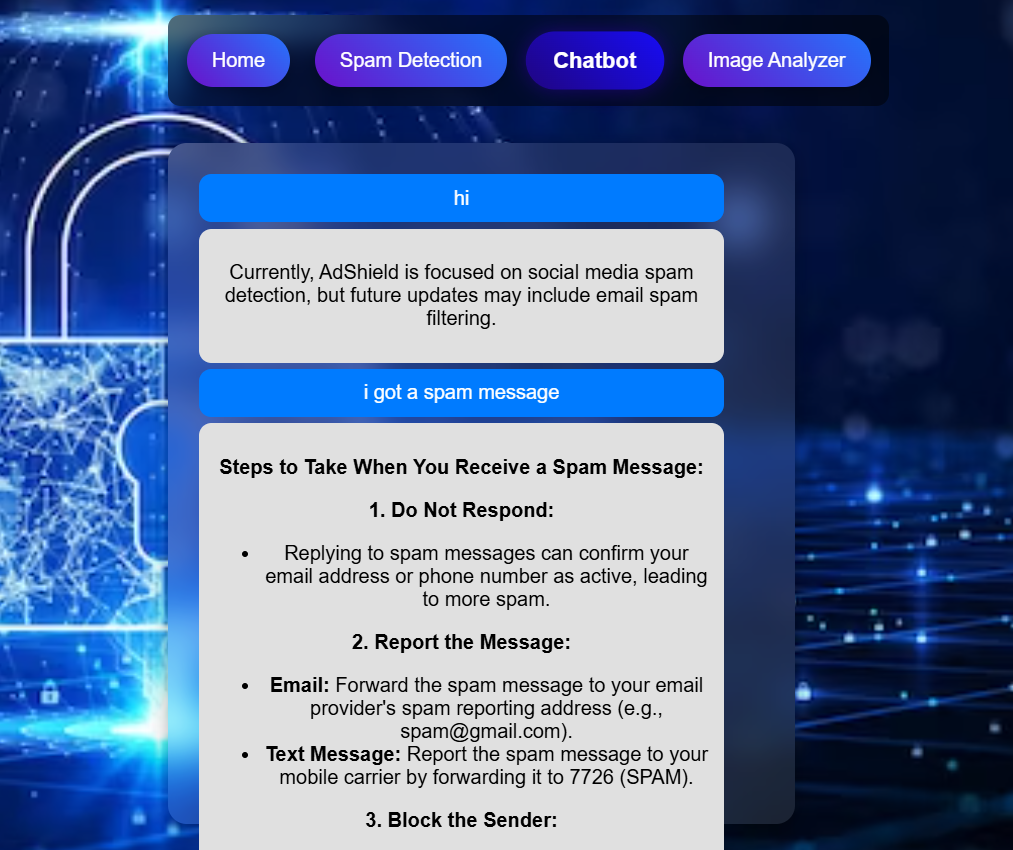 Home Spam Detection Chatbot Image Analyzer
hi
Currently, AdShield is focused on social media spam
detection, but future updates may include email spam
filtering.
i got a spam message
Steps to Take When You Receive a Spam Message:
1. Do Not Respond:
• Replying to spam messages can confirm your
email address or phone number as active, leading
to more spam.
2. Report the Message:
• Email: Forward the spam message to your email
provider's spam reporting address (e.g.,
spam@gmail.com).
• Text Message: Report the spam message to your
mobile carrier by forwarding it to 7726 (SPAM).
3. Block the Sender: